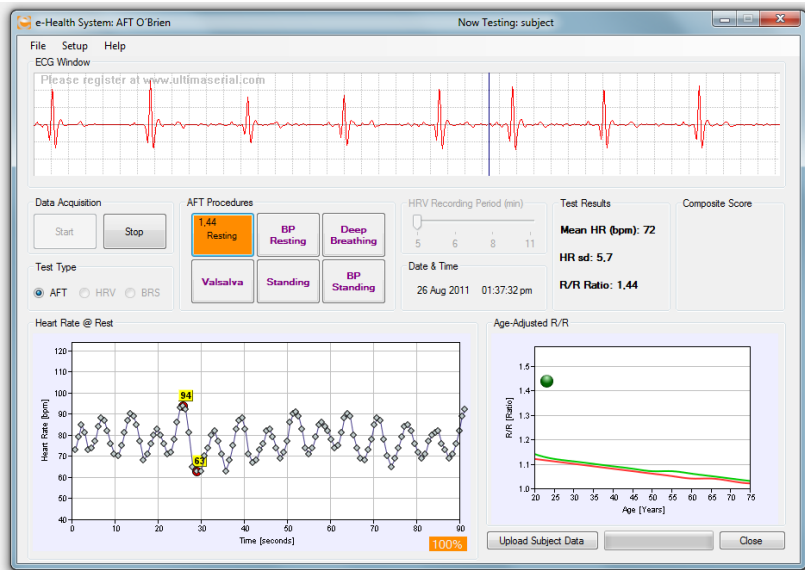 e-Health System: AFT O'Brien
Now Testing: subject
File Setup Help
ECG Window
Please register at www.ultimaserial.com
Data Acquisition
Start Stop
Test Type
AFT HRV BRS
AFT Procedures
1,44
Resting
BP
Resting
Deep
Breathing
Valsalva
Standing
BP
Standing
HRV Recording Period (min)
5 6 8 11
Date & Time
26 Aug 2011 01:37:32 pm
Test Results
Mean HR (bpm): 72
HR sd: 5,7
R/R Ratio: 1,44
Composite Score
Heart Rate @ Rest
Heart Rate [bpm]
120
100
90
80
70
60
50
40
94
63
0 10 20 30 40 50 60 70 80 90
Time [seconds]
100%
Age-Adjusted R/R
R/R [Ratio]
1.5
1.4
1.3
1.2
1.1
1.0
20 25 30 35 40 45 50 55 60 65 70 75
Age [Years]
Upload Subject Data
Close